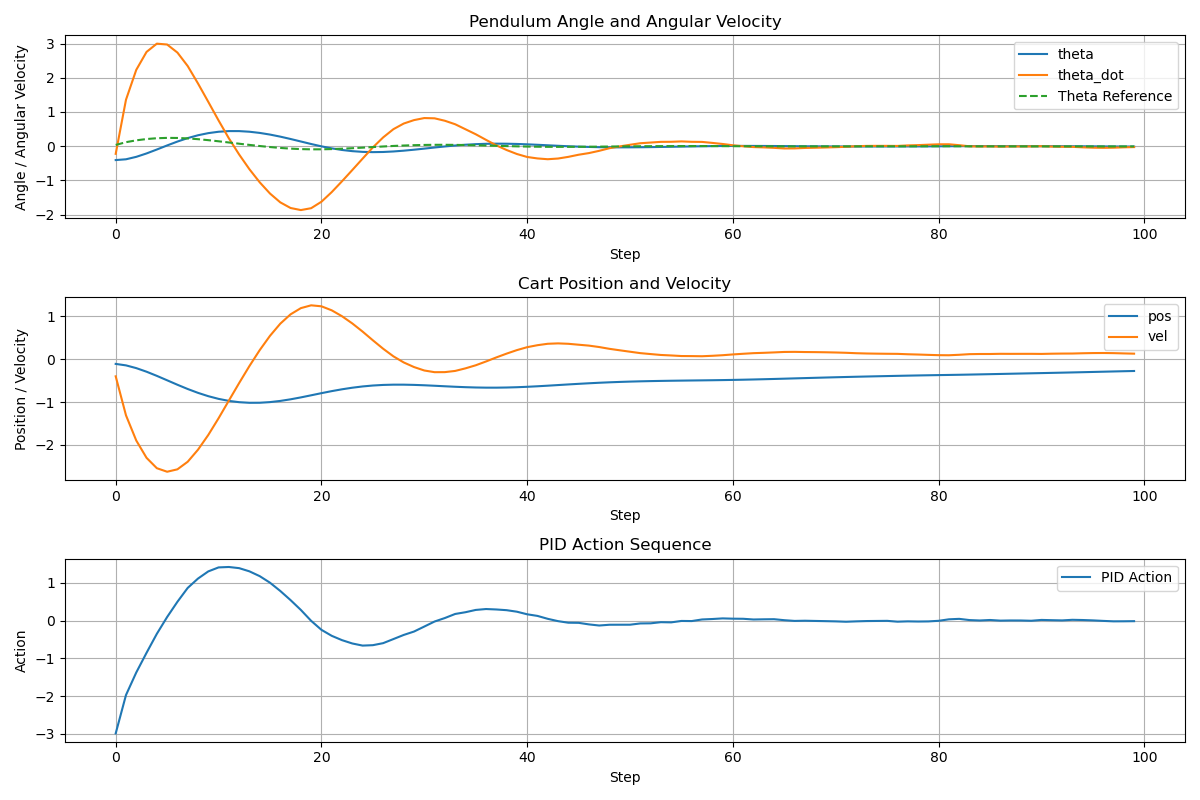 Pendulum Angle and Angular Velocity
Angle / Angular Velocity
3
2
1
0
−1
−2
theta
theta_dot
Theta Reference
0 20 40 60 80 100
Step
Cart Position and Velocity
Position / Velocity
1
0
−1
−2
pos
vel
0 20 40 60 80 100
Step
PID Action Sequence
Action
1
0
−1
−2
−3
PID Action
0 20 40 60 80 100
Step